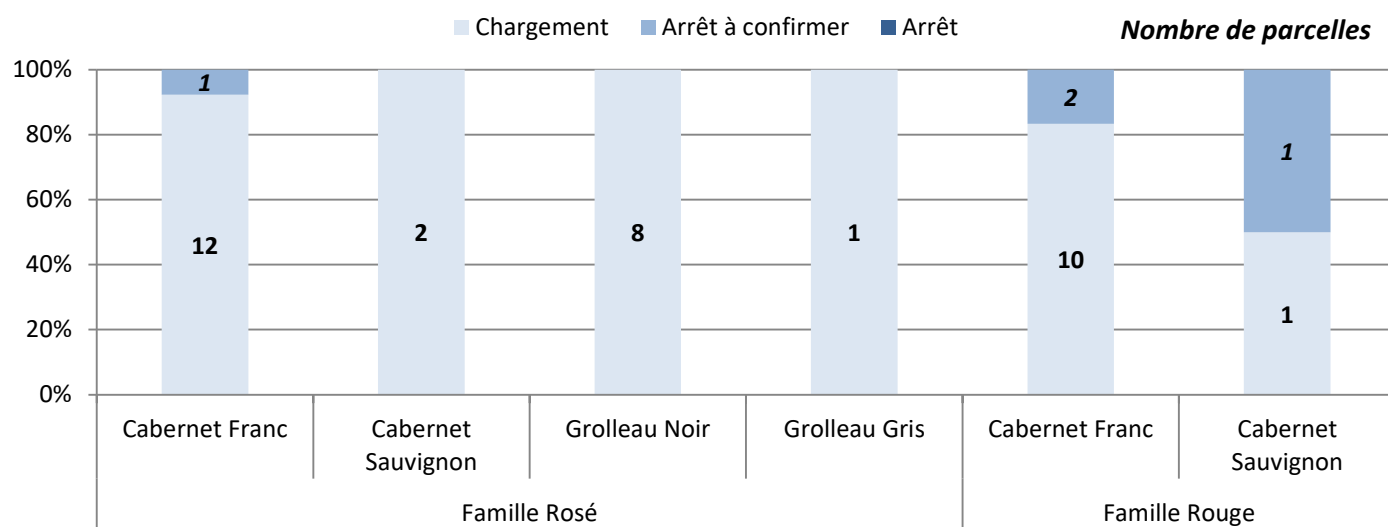 Chargement Arrêt à confirmer Arrêt
Nombre de parcelles
100%
80%
60%
40%
20%
0%
1
12
2
8
1
2
10
1
1
Cabernet Franc
Cabernet
Sauvignon
Grolleau Noir
Grolleau Gris
Cabernet Franc
Cabernet
Sauvignon
Famille Rosé
Famille Rouge